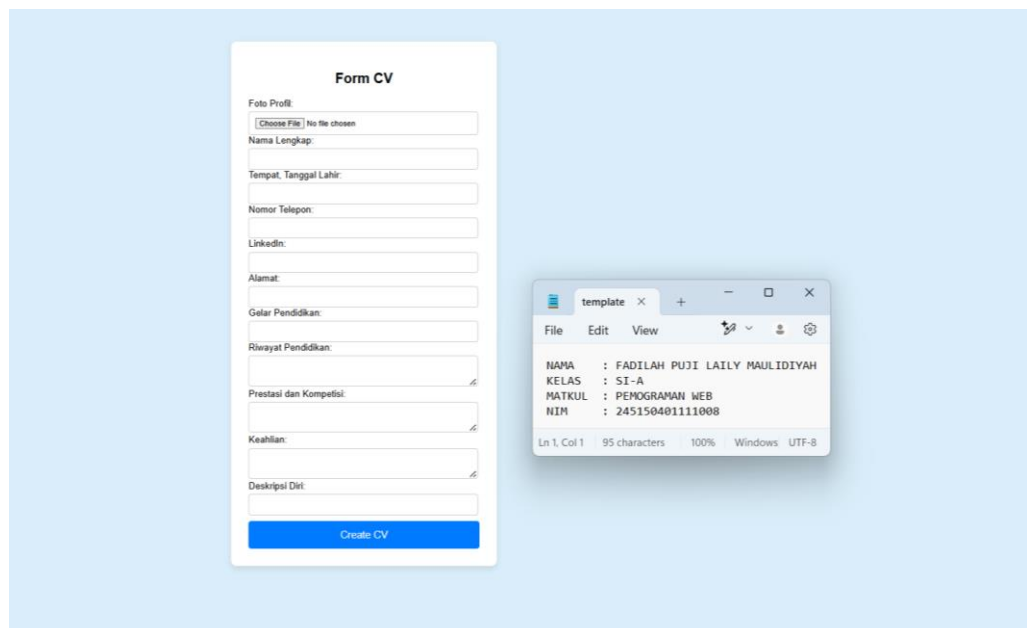 Form CV
Foto Profil:
Choose File No file chosen
Nama Lengkap:
Tempat, Tanggal Lahir:
Nomor Telepon:
LinkedIn:
Alamat:
Gelar Pendidikan:
Riwayat Pendidikan:
Prestasi dan Kompetisi:
Keahlian:
Deskripsi Diri:
Create CV
template
File Edit View
NAMA : FADILAH PUJI LAILY MAULIDIYAH
KELAS : SI-A
MATKUL : PEMOGRAMAN WEB
NIM : 245150401111008
Ln 1, Col 1 95 characters 100% Windows UTF-8